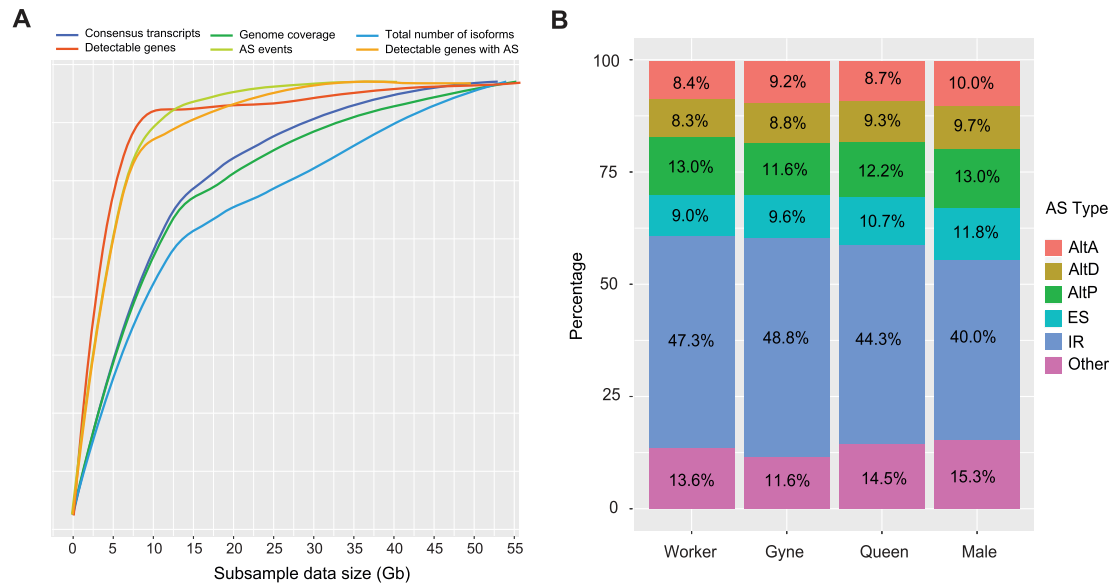 A
Consensus transcripts Genome coverage Total number of isoforms
Detectable genes AS events Detectable genes with AS
0 5 10 15 20 25 30 35 40 45 50 55
Subsample data size (Gb)
B
100
75
50
25
0
Percentage
8.4% 9.2% 8.7% 10.0%
8.3% 8.8% 9.3% 9.7%
13.0% 11.6% 12.2% 13.0%
9.0% 9.6% 10.7% 11.8%
47.3% 48.8% 44.3% 40.0%
13.6% 11.6% 14.5% 15.3%
Worker Gyne Queen Male
AS Type
AltA
AltD
AltP
ES
IR
Other